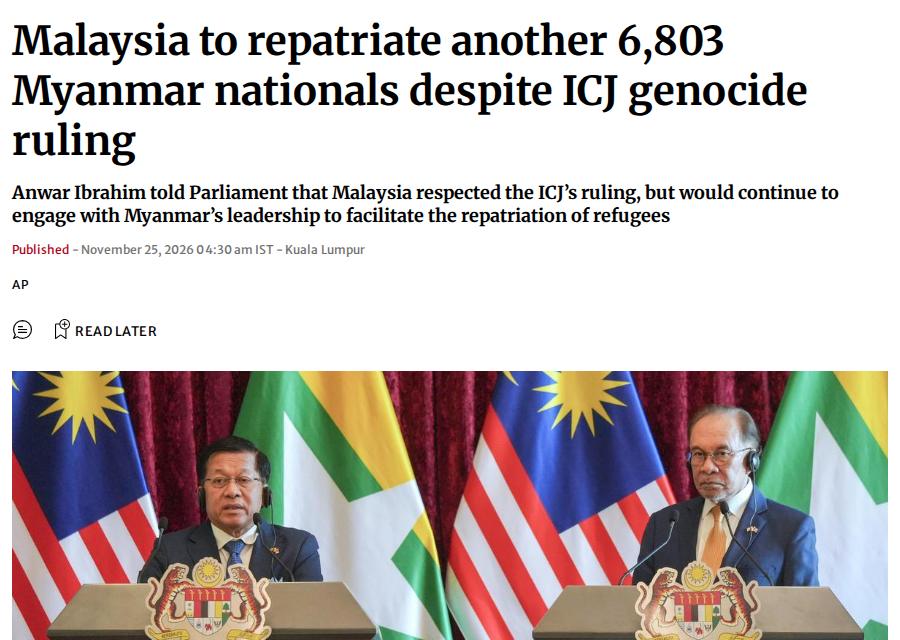 Malaysia to repatriate another 6,803
Myanmar nationals despite ICJ genocide
ruling
Anwar Ibrahim told Parliament that Malaysia respected the ICJ’s ruling, but would continue to
engage with Myanmar’s leadership to facilitate the repatriation of refugees
Published - November 25, 2026 04:30 am IST - Kuala Lumpur
AP
READ LATER